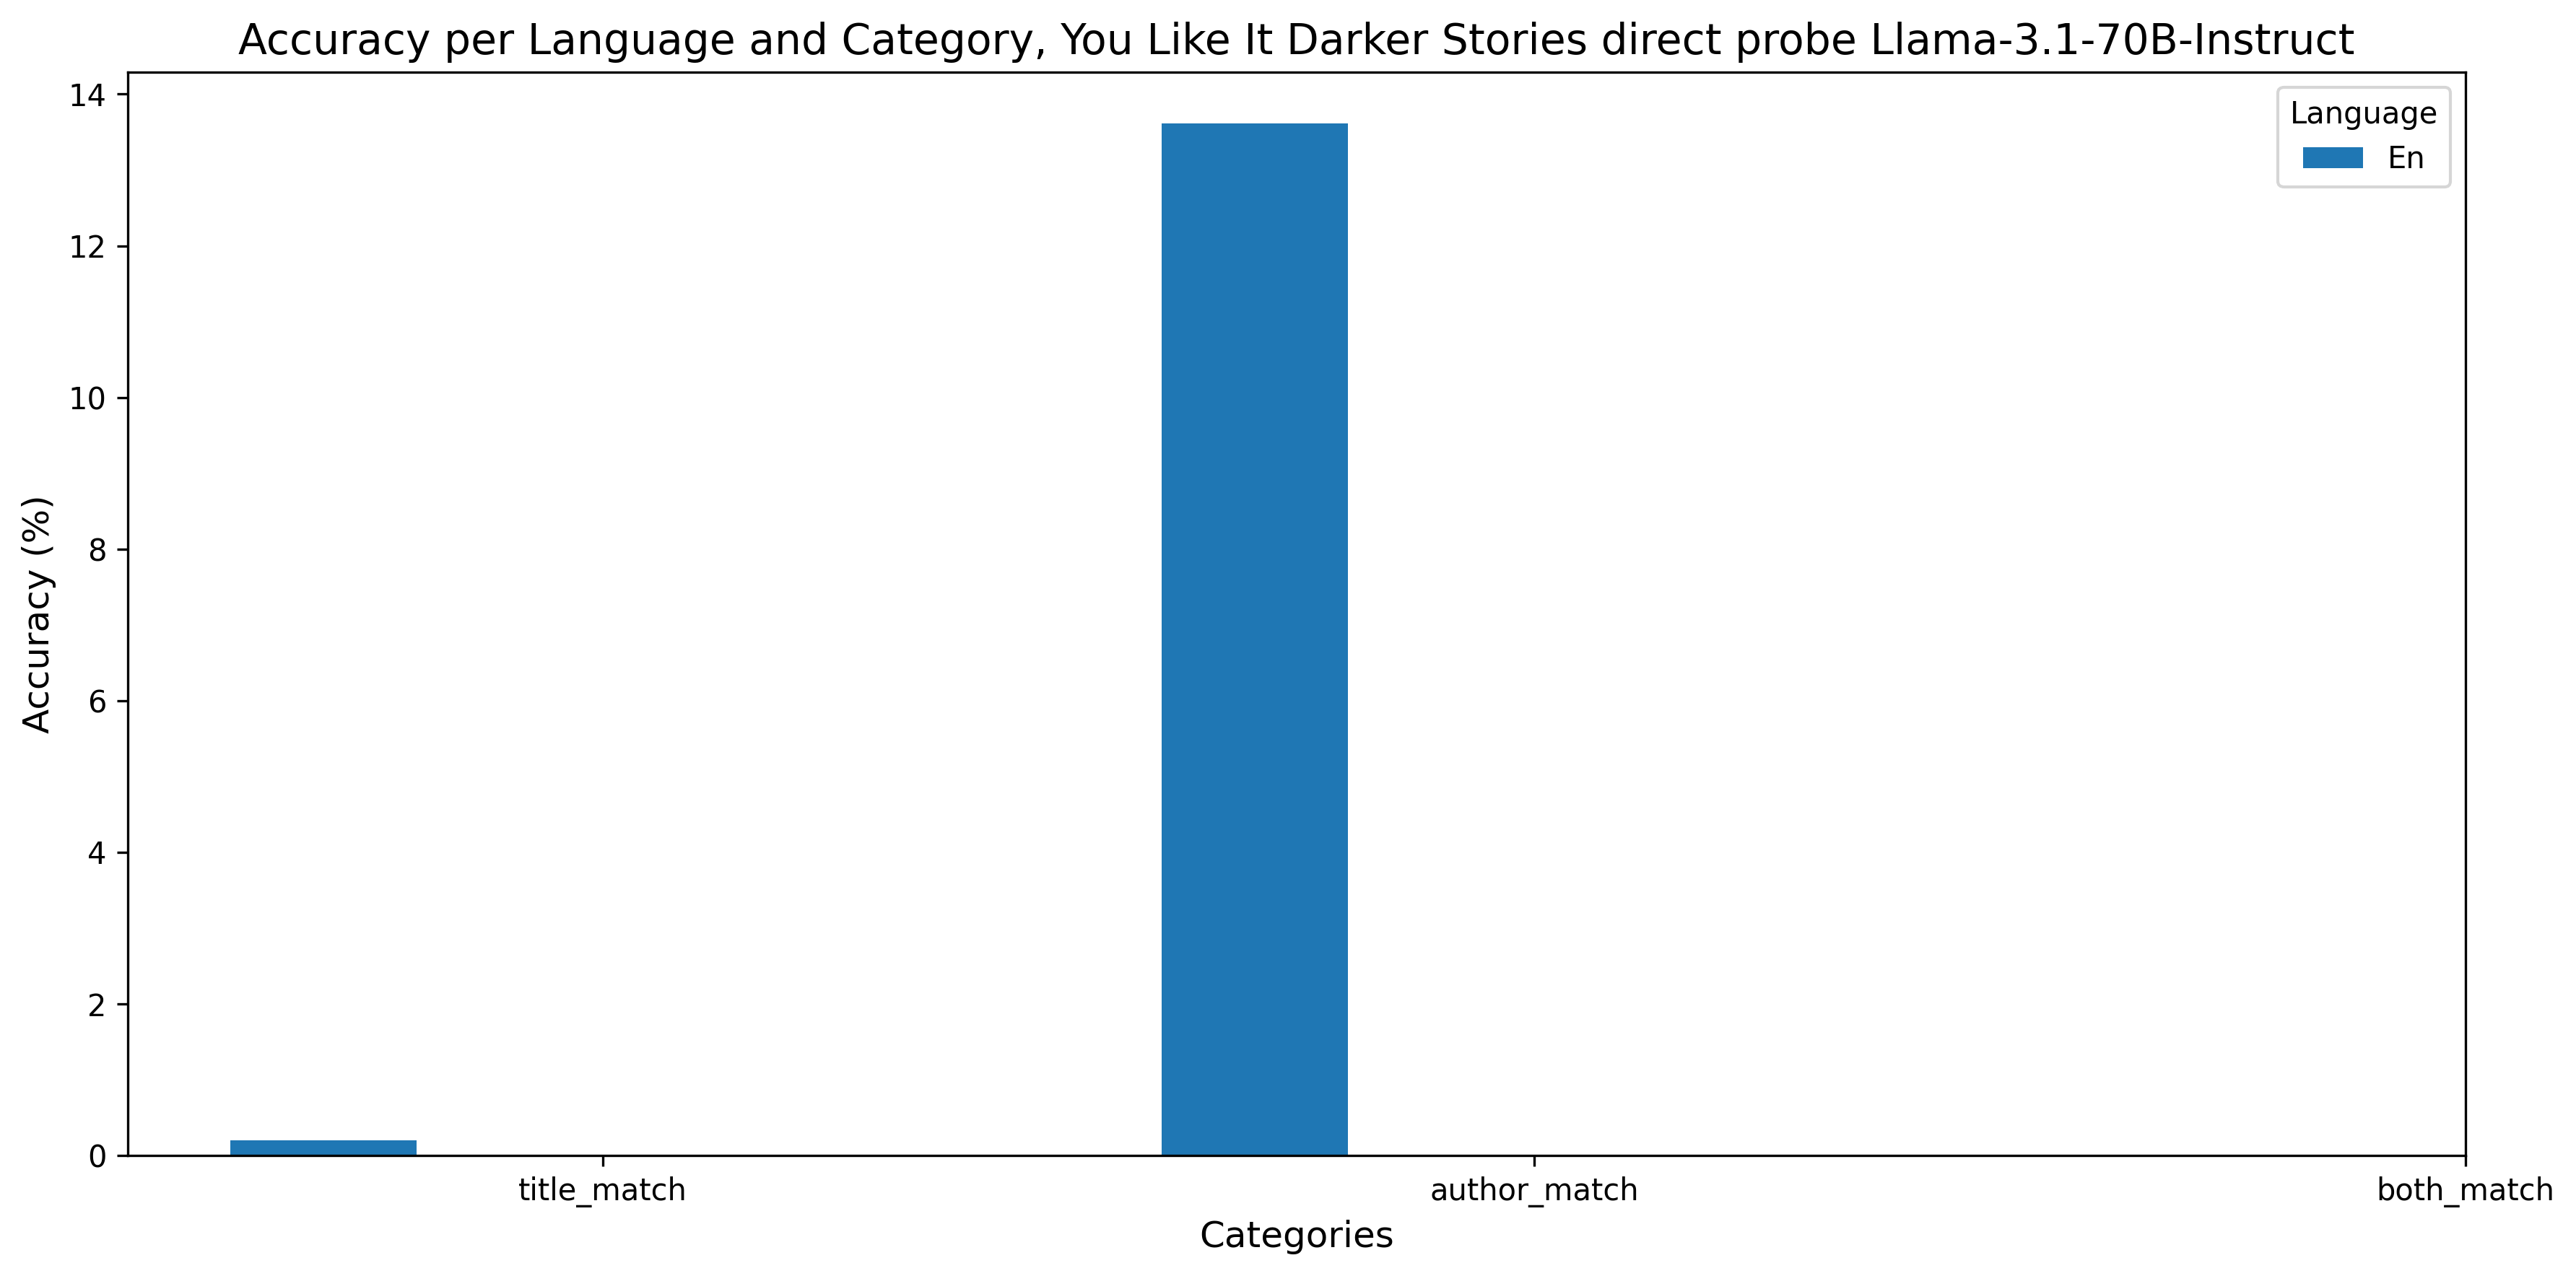 Accuracy per Language and Category, You Like It Darker Stories direct probe Llama-3.1-70B-Instruct
14
12
10
8
6
4
2
0
Accuracy (%)
Language
En
title_match
author_match
both_match
Categories